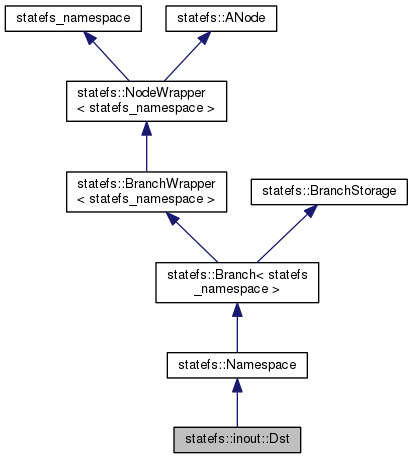 statefs_namespace
statefs::ANode
statefs::NodeWrapper
< statefs_namespace >
statefs::BranchWrapper
< statefs_namespace >
statefs::BranchStorage
statefs::Branch< statefs
_namespace >
statefs::Namespace
statefs::inout::Dst